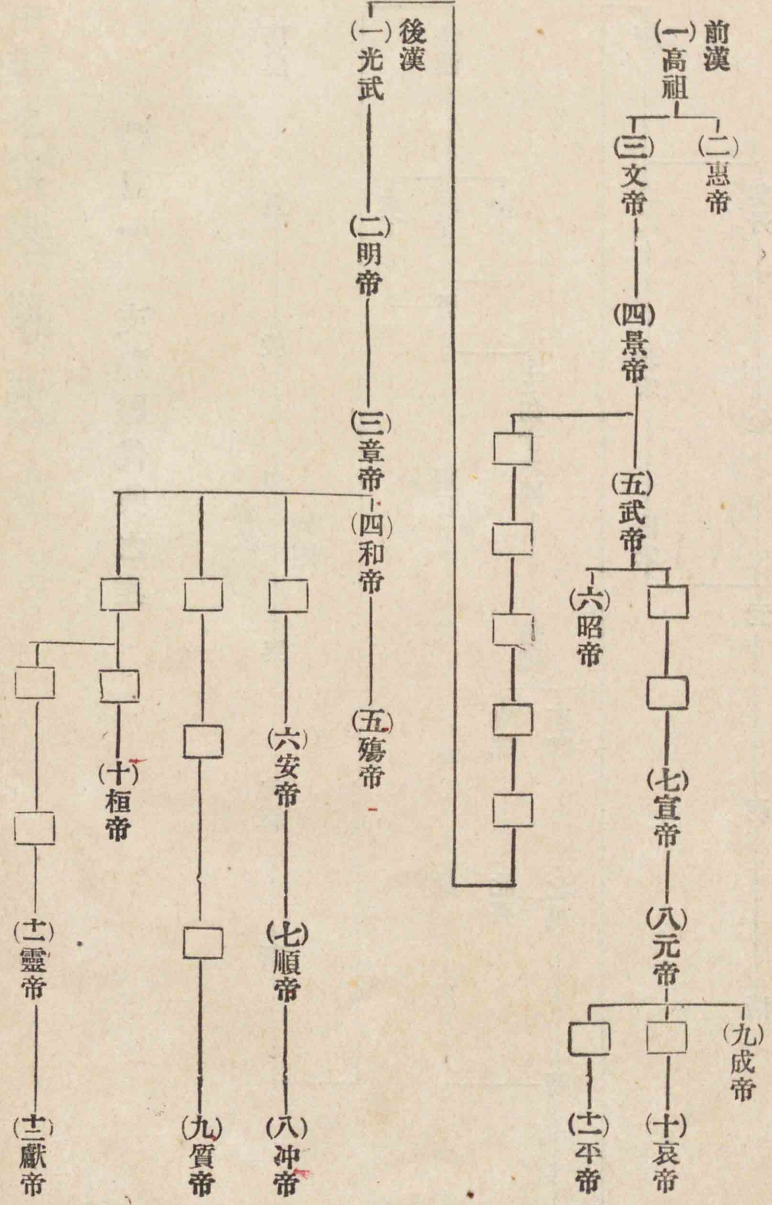 前漢
(一)高祖
(二)惠帝
(三)文帝
(四)景帝
(五)武帝
(六)昭帝
(七)宣帝
(八)元帝
(九)成帝
(十)哀帝
(十一)平帝
後漢
(一)光武
(二)明帝
(三)章帝
(四)和帝
(五)殤帝
(六)安帝
(七)順帝
(八)冲帝
(九)質帝
(十)桓帝
(十一)靈帝
(十二)獻帝